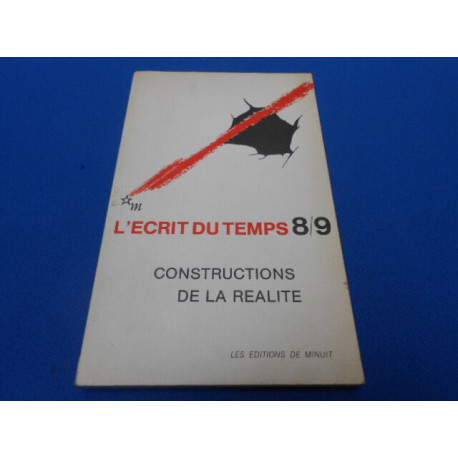 m
L'ECRIT DU TEMPS 8/9
CONSTRUCTIONS
DE LA REALITE
LES EDITIONS DE MINUIT